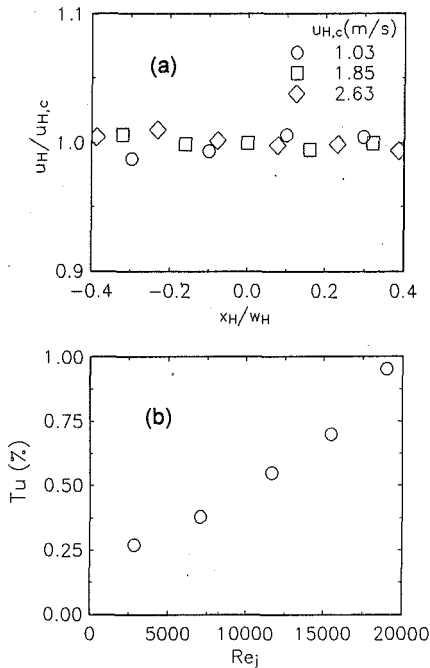 u_H,c (m/s)
(a)
1.03
1.85
2.63
1.1
1.0
0.9
u_H/u_H,c
−0.4 −0.2 0.0 0.2 0.4
x_H/w_H
(b)
1.00
0.75
0.50
0.25
0.00
Tu (%)
0 5000 10000 15000 20000
Re_j